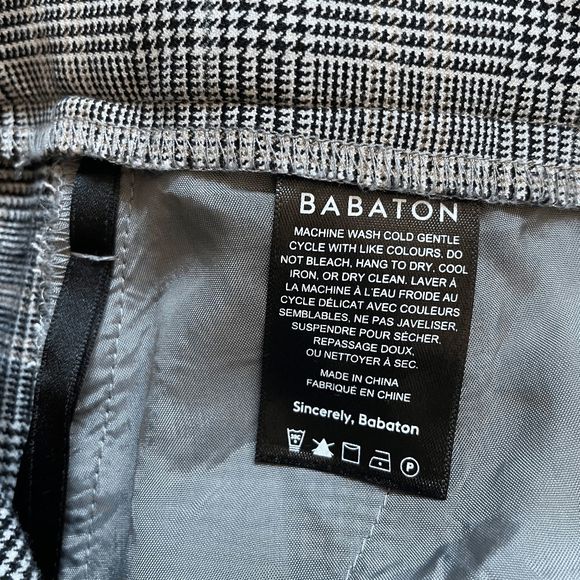 BABATON
MACHINE WASH COLD GENTLE
CYCLE WITH LIKE COLOURS. DO
NOT BLEACH, HANG TO DRY. COOL
IRON, OR DRY CLEAN. LAVER À
LA MACHINE À L'EAU FROIDE AU
CYCLE DÉLICAT AVEC COULEURS
SEMBLABLES, NE PAS JAVELISER,
SUSPENDRE POUR SÉCHER,
REPASSAGE DOUX,
OU NETTOYER À SEC.
MADE IN CHINA
FABRIQUÉ EN CHINE
Sincerely, Babaton
P